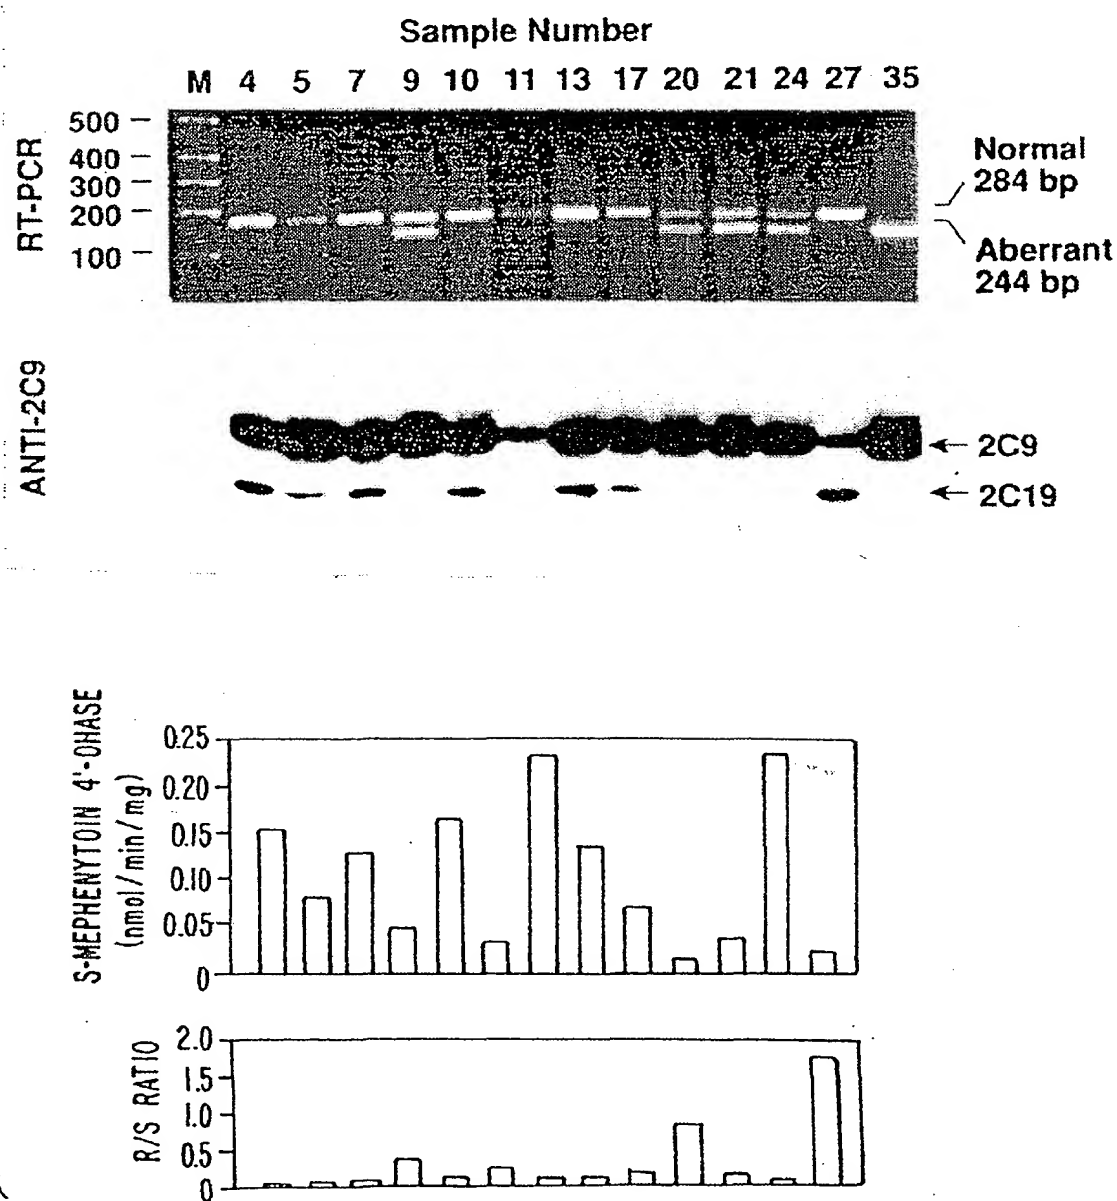 Sample Number
M 4 5 7 9 10 11 13 17 20 21 24 27 35
RT-PCR
500
400
300
200
100
Normal
284 bp
Aberrant
244 bp
ANTI-2C9
2C9
2C19
S-MEPHENYTOIN 4'-OHASE
(nmol/min/mg)
0.25
0.20
0.15
0.10
0.05
0
R/S RATIO
2.0
1.5
1.0
0.5
0